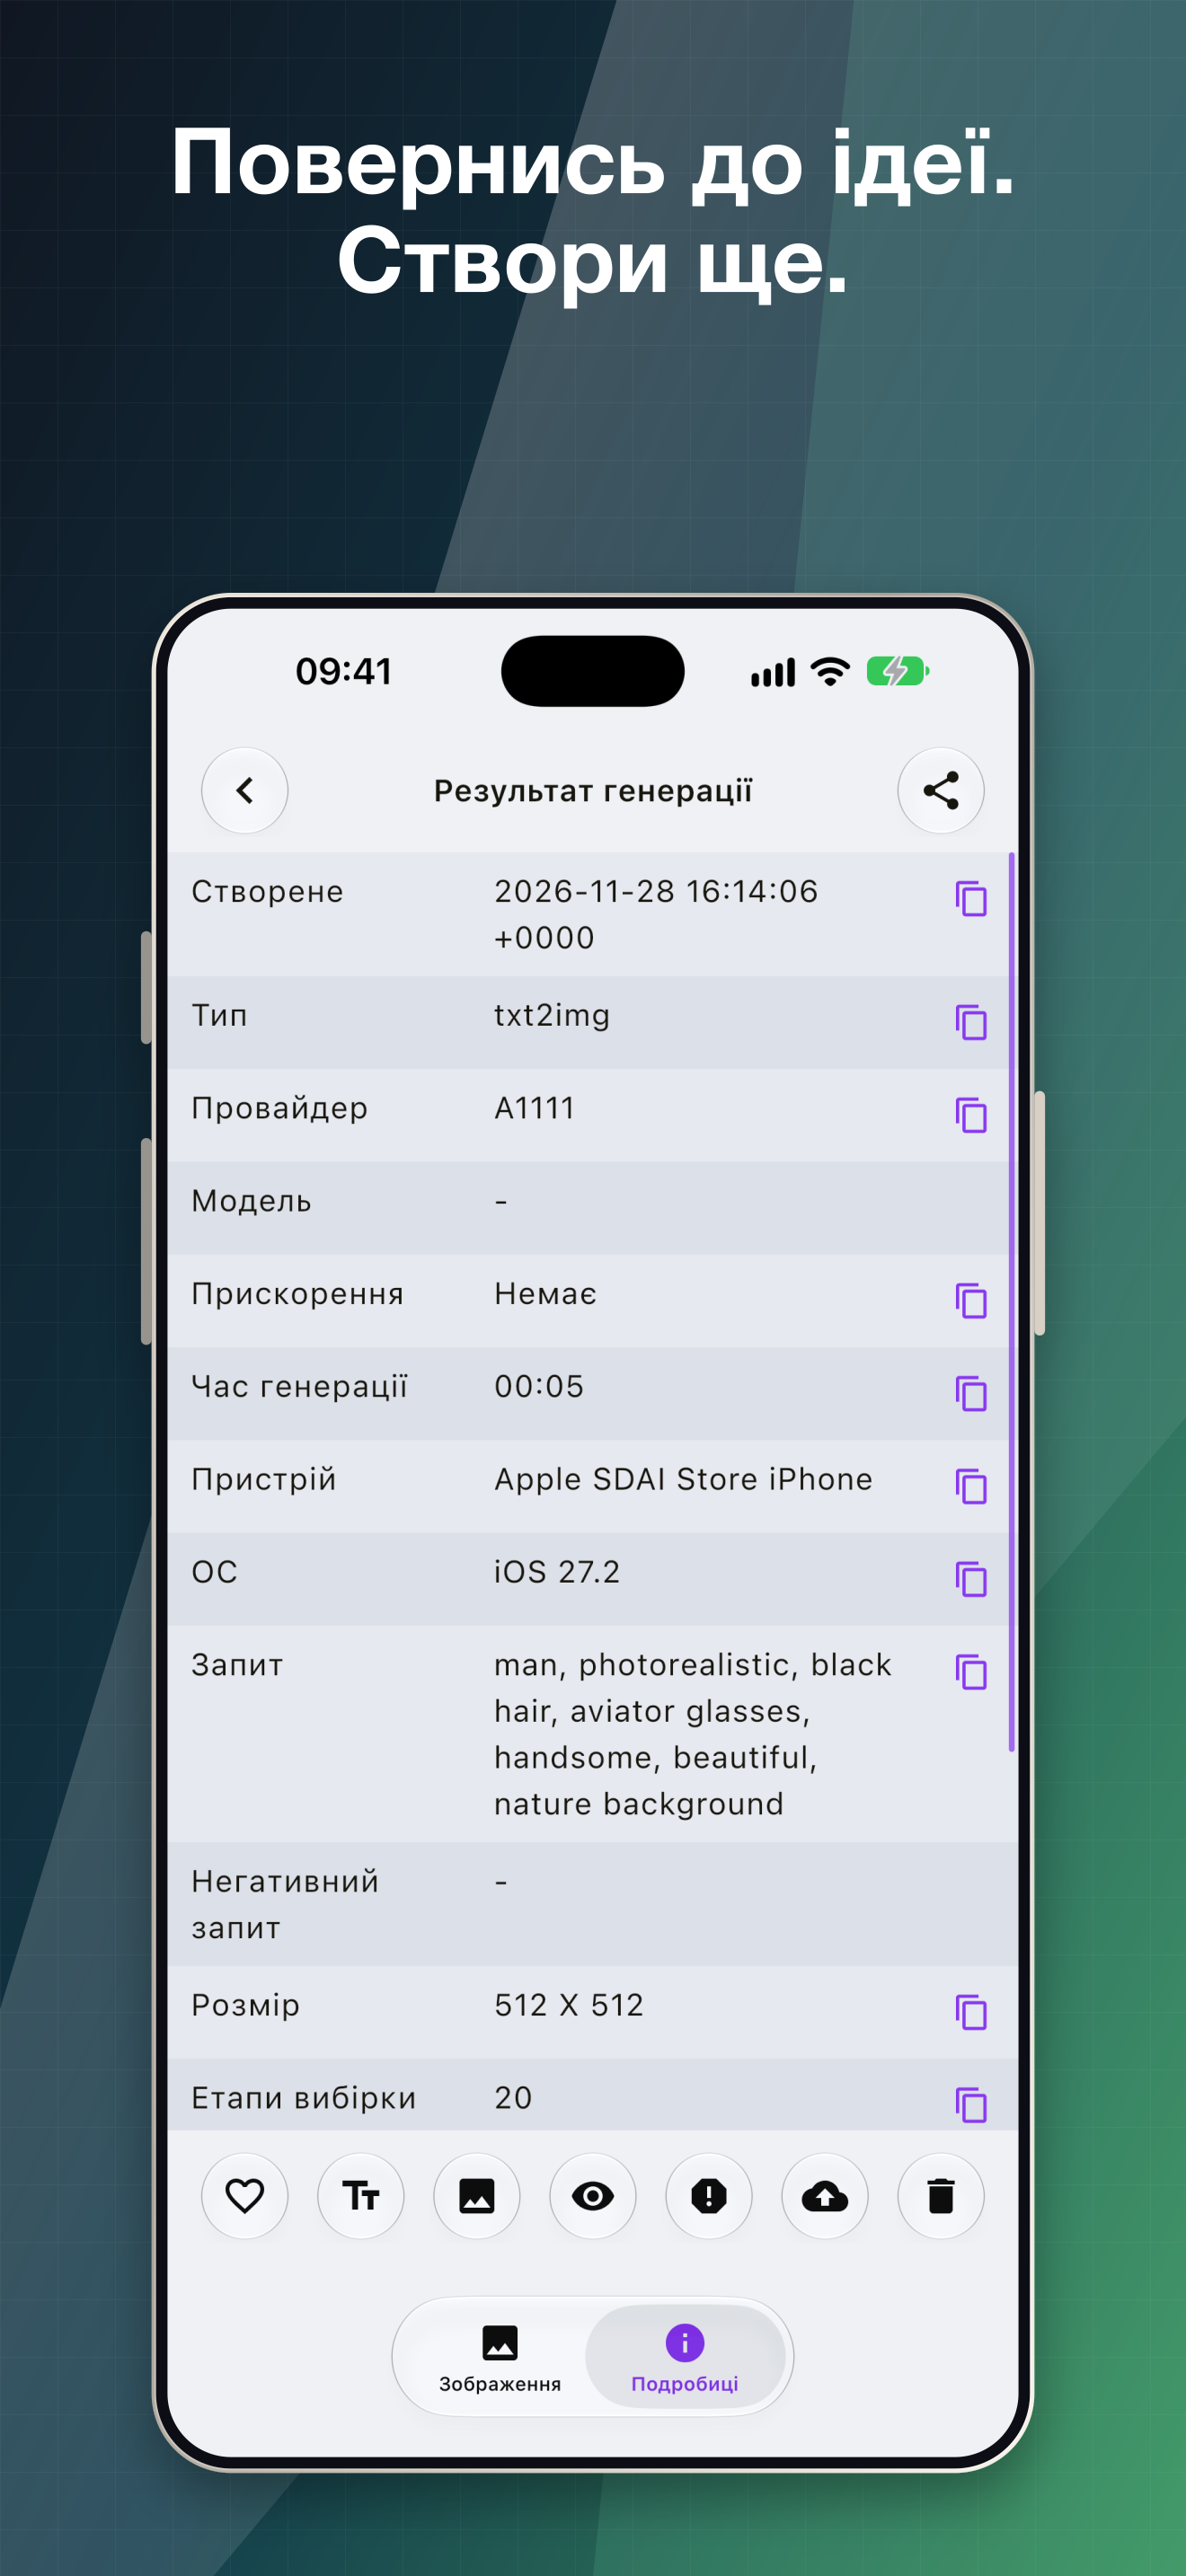 Повернись до ідеї.
Створи ще.
09:41
Результат генерації
Створене
2026-11-28 16:14:06
+0000
Тип
txt2img
Провайдер
A1111
Модель
-
Прискорення
Немає
Час генерації
00:05
Пристрій
Apple SDAI Store iPhone
ОС
iOS 27.2
Запит
man, photorealistic, black
hair, aviator glasses,
handsome, beautiful,
nature background
Негативний
запит
-
Розмір
512 X 512
Етапи вибірки
20
Зображення
Подробиці